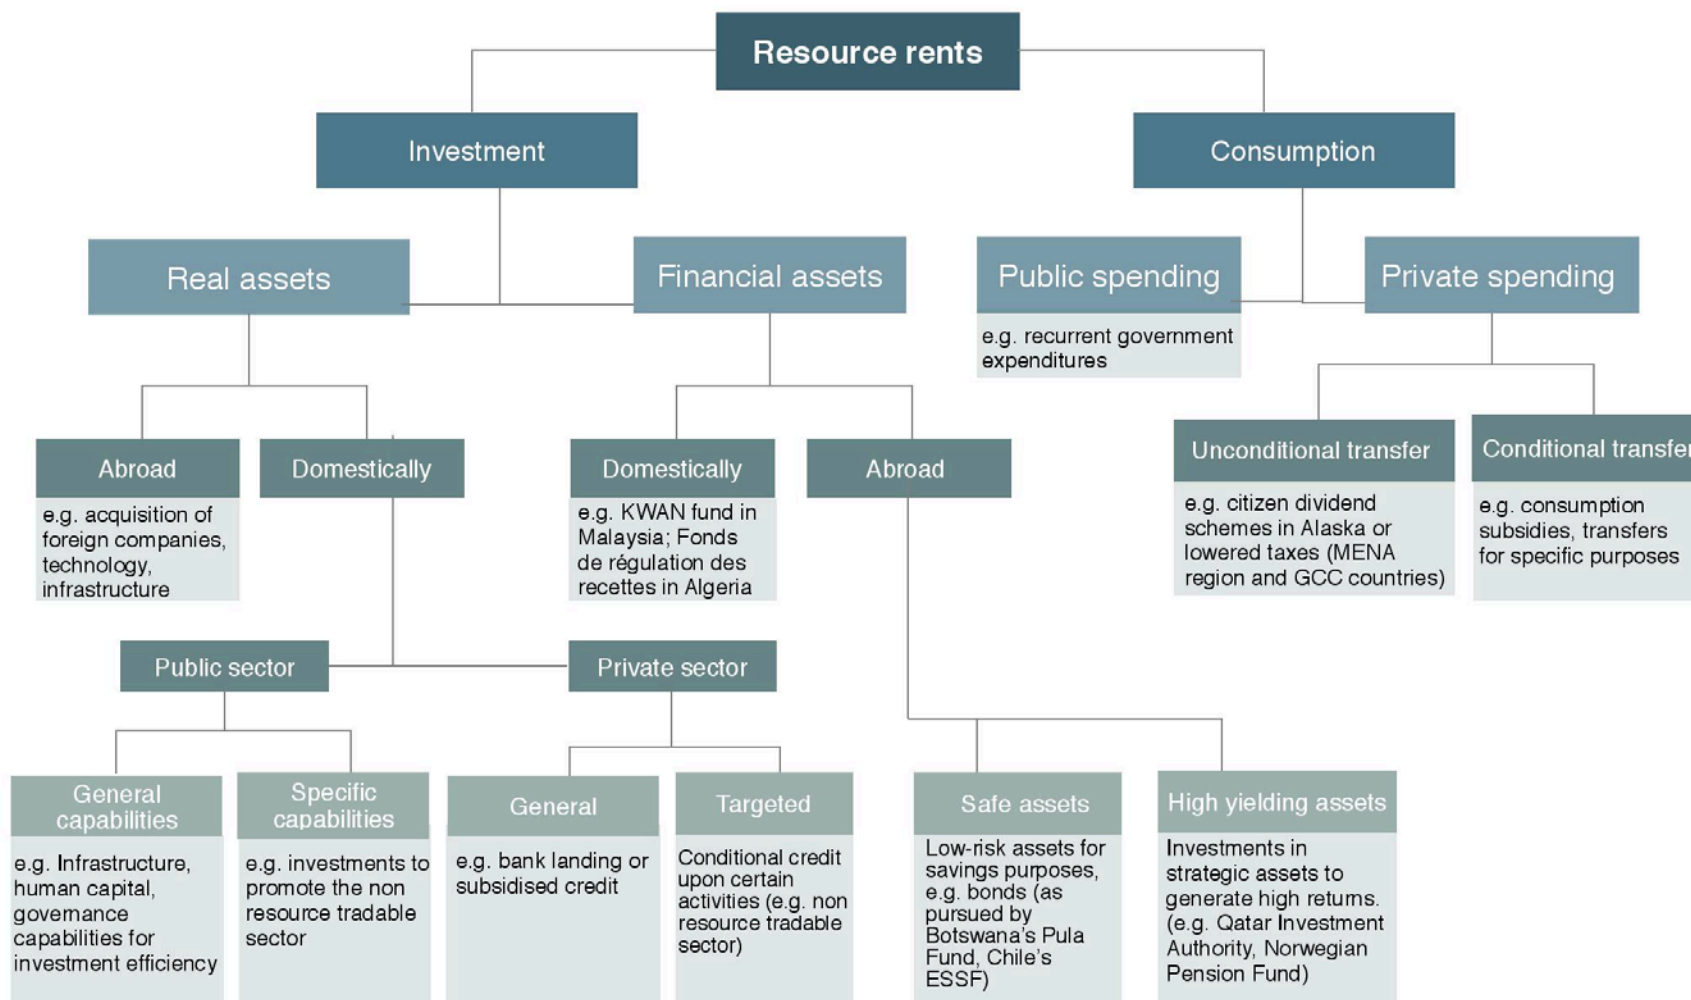 Resource rents
Investment
Consumption
Real assets
Financial assets
Public spending
e.g. recurrent government
expenditures
Private spending
Abroad
e.g. acquisition of
foreign companies,
technology,
infrastructure
Domestically
Domestically
e.g. KWAN fund in
Malaysia; Fonds
de régulation des
recettes in Algeria
Abroad
Unconditional transfer
e.g. citizen dividend
schemes in Alaska or
lowered taxes (MENA
region and GCC countries)
Conditional transfer
e.g. consumption
subsidies, transfers
for specific purposes
Public sector
Private sector
General
capabilities
e.g. Infrastructure,
human capital,
governance
capabilities for
investment efficiency
Specific
capabilities
e.g. investments to
promote the non
resource tradable
sector
General
e.g. bank landing or
subsidised credit
Targeted
Conditional credit
upon certain
activities (e.g. non
resource tradable
sector)
Safe assets
Low-risk assets for
savings purposes,
e.g. bonds (as
pursued by
Botswana's Pula
Fund, Chile's
ESSF)
High yielding assets
Investments in
strategic assets to
generate high returns.
(e.g. Qatar Investment
Authority, Norwegian
Pension Fund)